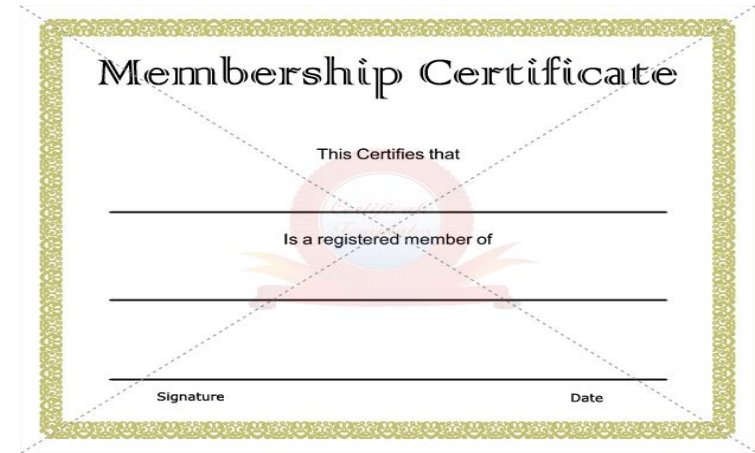 Membership Certificate
This Certifies that
Is a registered member of
Signature Date